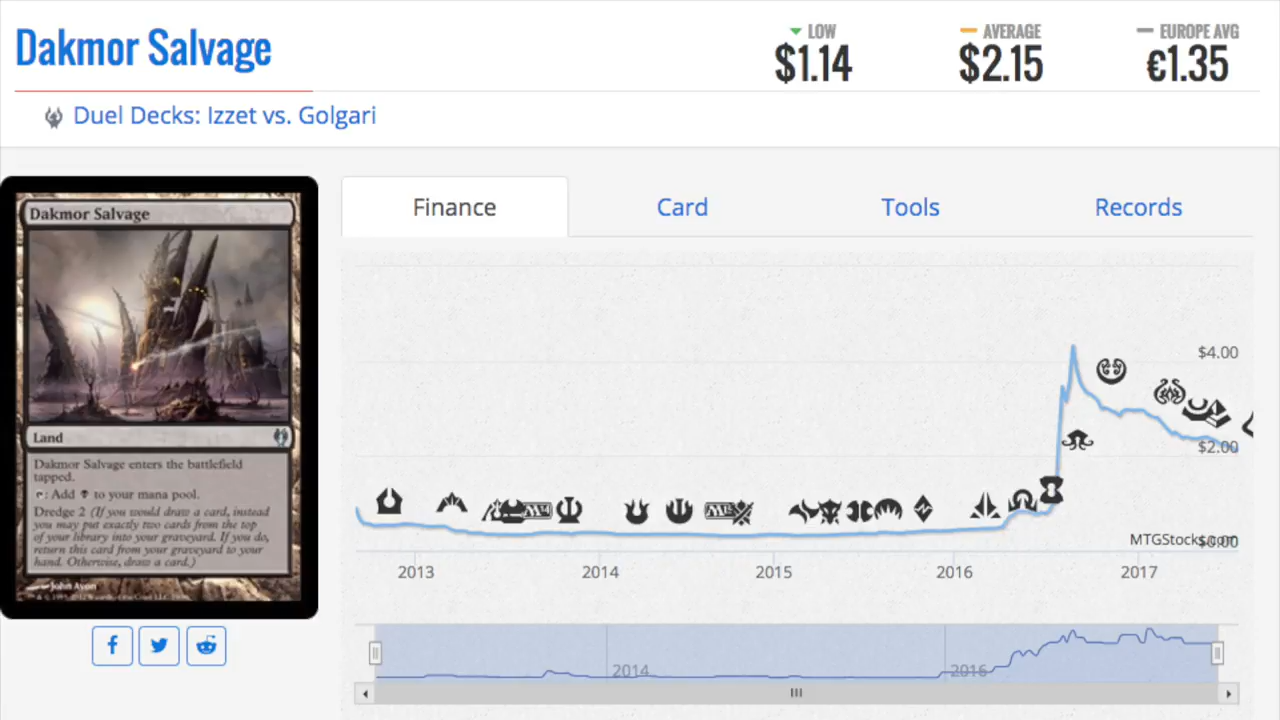 Dakmor Salvage
LOW
$1.14
AVERAGE
$2.15
EUROPE AVG
€1.35
Duel Decks: Izzet vs. Golgari
Dakmor Salvage
Land
Dakmor Salvage enters the battlefield
tapped.
: Add to your mana pool.
Dredge 2 (If you would draw a card, instead
you may put exactly two cards from the top
of your library into your graveyard. If you do,
return this card from your graveyard to your
hand. Otherwise, draw a card.)
John Avon
Finance
Card
Tools
Records
$4.00
$2.00
$0.00
MTGStocks.com
2013
2014
2015
2016
2017
2014
2016